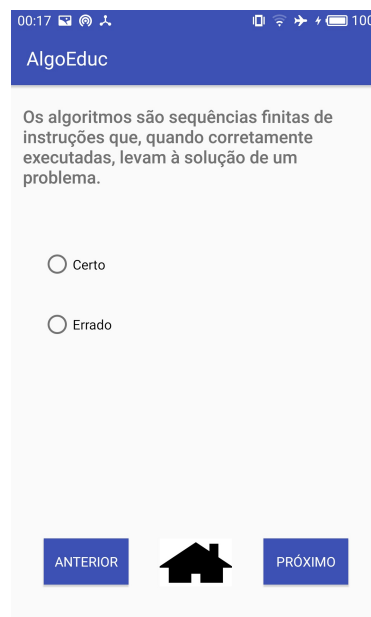 00:17 100
AlgoEduc
Os algoritmos são sequências finitas de
instruções que, quando corretamente
executadas, levam à solução de um
problema.
Certo
Errado
ANTERIOR PRÓXIMO